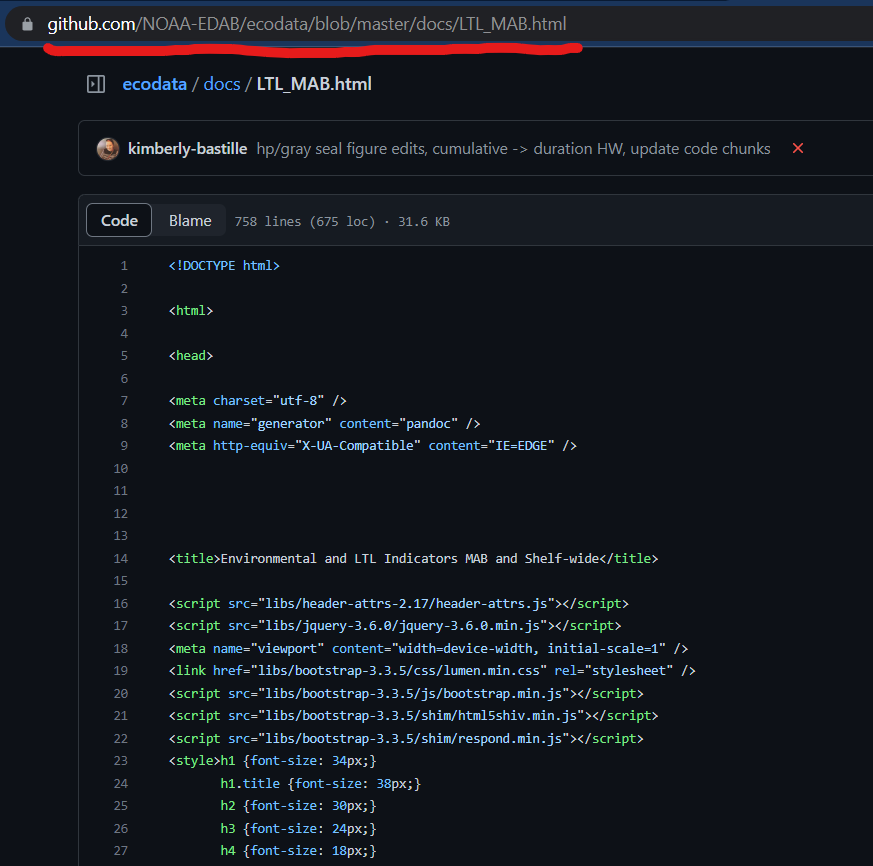 github.com/NOAA-EDAB/ecodata/blob/master/docs/LTL_MAB.html
ecodata / docs / LTL_MAB.html
kimberly-bastille hp/gray seal figure edits, cumulative -> duration HW, update code chunks
Code Blame 758 lines (675 loc) · 31.6 KB
1 <!DOCTYPE html>
2
3 <html>
4
5 <head>
6
7 <meta charset="utf-8" />
8 <meta name="generator" content="pandoc" />
9 <meta http-equiv="X-UA-Compatible" content="IE=EDGE" />
10
11
12
13
14 <title>Environmental and LTL Indicators MAB and Shelf-wide</title>
15
16 <script src="libs/header-attrs-2.17/header-attrs.js"></script>
17 <script src="libs/jquery-3.6.0/jquery-3.6.0.min.js"></script>
18 <meta name="viewport" content="width=device-width, initial-scale=1" />
19 <link href="libs/bootstrap-3.3.5/css/lumen.min.css" rel="stylesheet" />
20 <script src="libs/bootstrap-3.3.5/js/bootstrap.min.js"></script>
21 <script src="libs/bootstrap-3.3.5/shim/html5shiv.min.js"></script>
22 <script src="libs/bootstrap-3.3.5/shim/respond.min.js"></script>
23 <style>h1 {font-size: 34px;}
24 h1.title {font-size: 38px;}
25 h2 {font-size: 30px;}
26 h3 {font-size: 24px;}
27 h4 {font-size: 18px;}